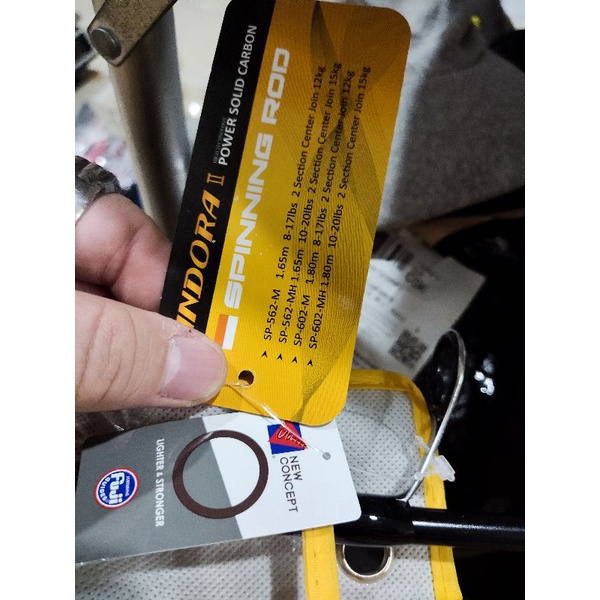 NDORA II
POWER SOLID CARBON
SPINNING ROD
➤ SP-562-M 1.65m 8-17lbs 2 Section Center Join 12kg
➤ SP-562-MH 1.65m 10-20lbs 2 Section Center Join 15kg
➤ SP-602-M 1.80m 8-17lbs 2 Section Center Join 12kg
➤ SP-602-MH 1.80m 10-20lbs 2 Section Center Join 15kg
NEW
CONCEPT
LIGHTER & STRONGER
Fuji